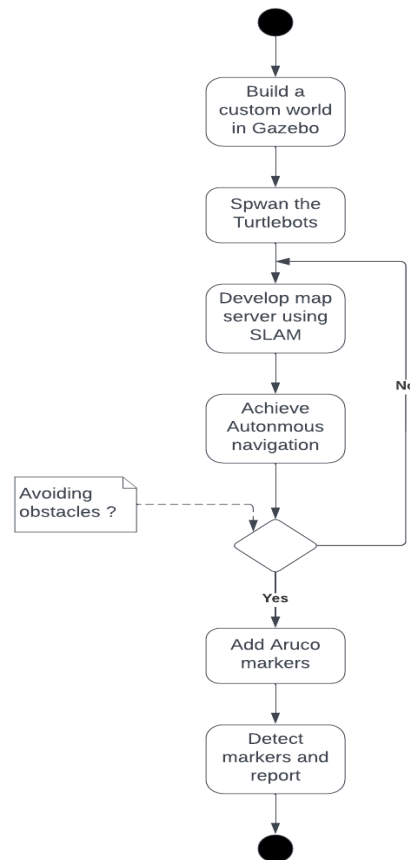 Build a
custom world
in Gazebo
Spwan the
Turtlebots
Develop map
server using
SLAM
No
Achieve
Autonmous
navigation
Avoiding
obstacles ?
Yes
Add Aruco
markers
Detect
markers and
report